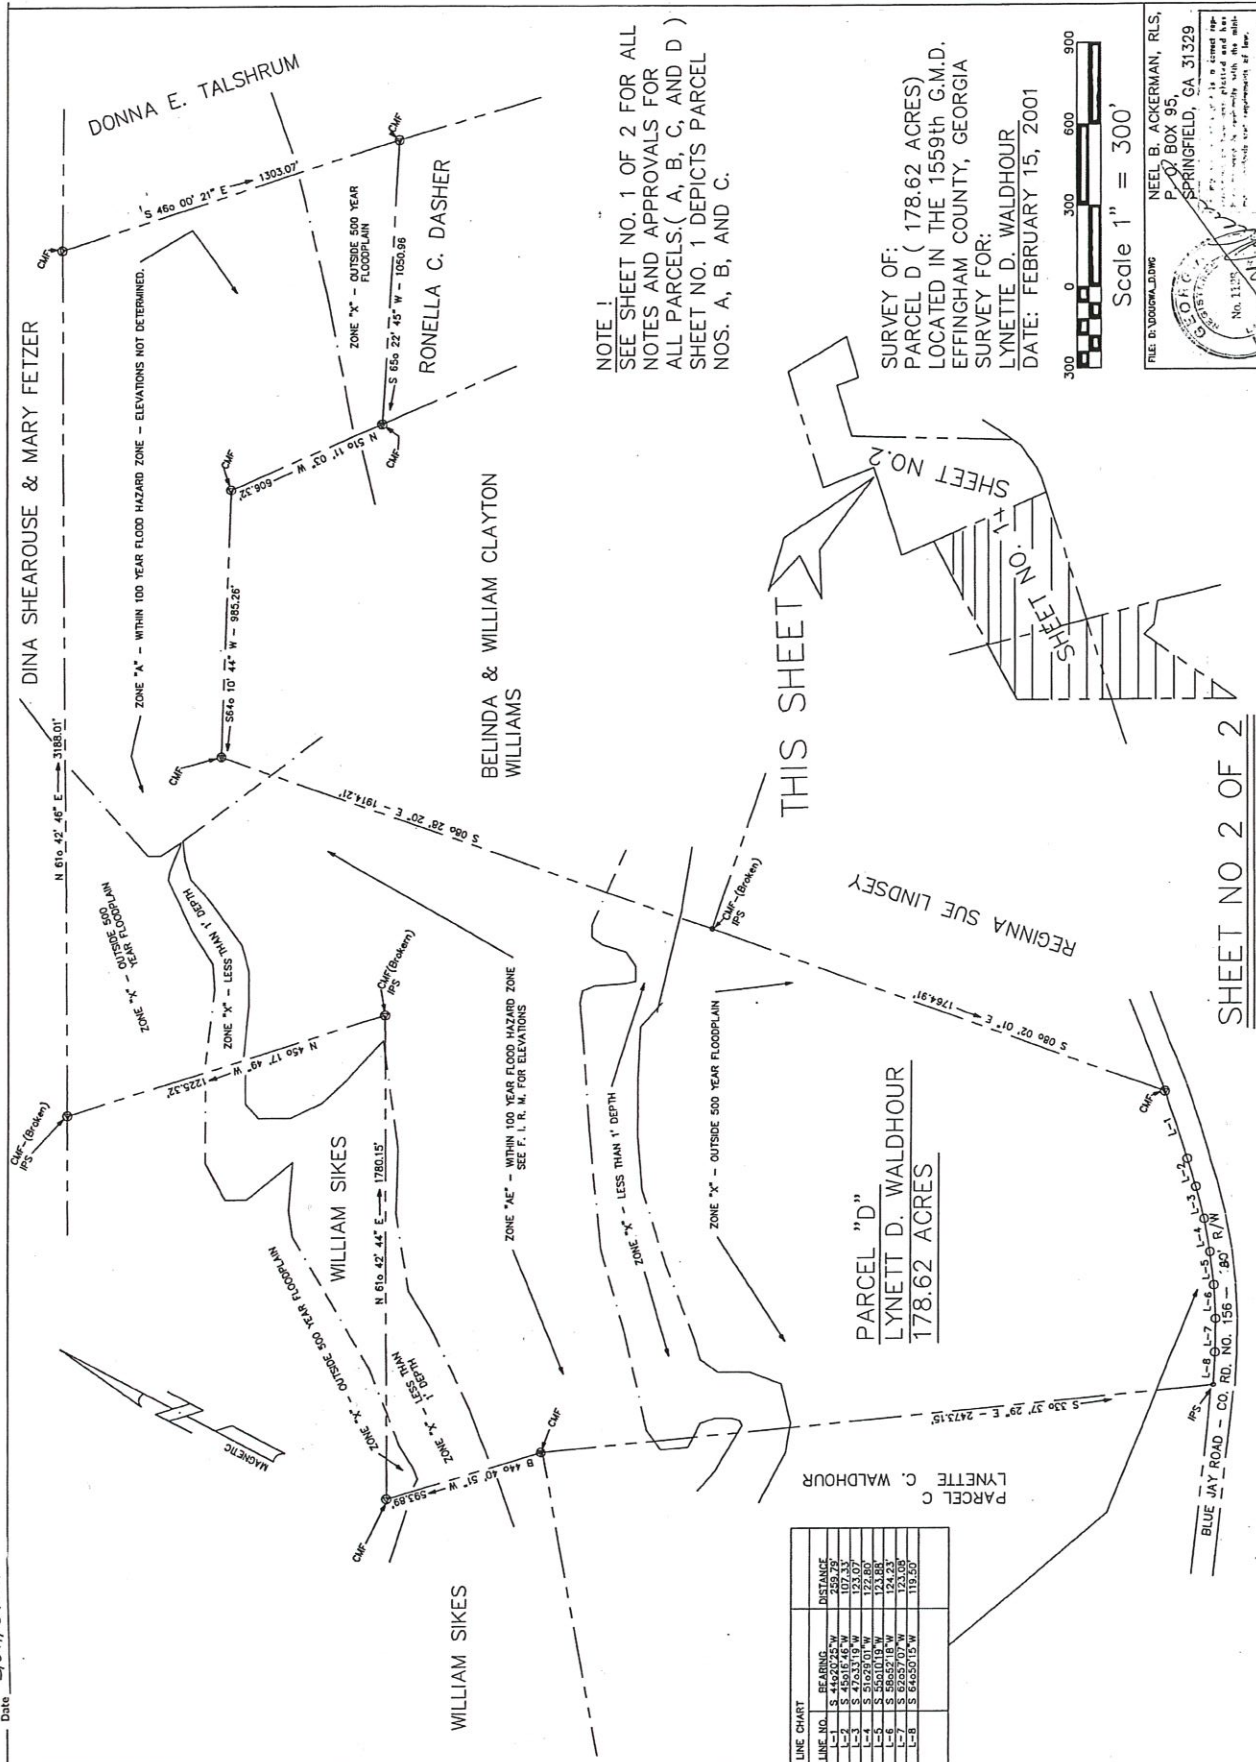 Date
DINA SHEAROUSE & MARY FETZER
DONNA E. TALSHRUM
CMF
S 46o 00' 21" E
1303.07'
CMF
N 61o 42' 46" E
3188.01'
ZONE "A" - WITHIN 100 YEAR FLOOD HAZARD ZONE - ELEVATIONS NOT DETERMINED.
ZONE "X" - OUTSIDE 500 YEAR
FLOODPLAIN
S 65o 22' 45" W - 1050.96
RONELLA C. DASHER
N 51o 11' 03" W
606.32'
CMF
CMF
S64o 10' 44" W - 985.26'
CMF
BELINDA & WILLIAM CLAYTON
WILLIAMS
ZONE "X" - OUTSIDE 500
YEAR FLOODPLAIN
ZONE "X" - LESS THAN 1' DEPTH
CMF-(Broken)
IPS
N 45o 17' 49" W
1225.32'
CMF(Broken)
IPS
S 08o 28' 20" E - 1914.21'
WILLIAM SIKES
N 61o 42' 44" E
1780.15'
ZONE "X" - OUTSIDE 500 YEAR FLOODPLAIN
ZONE "X" - LESS THAN
1' DEPTH
ZONE "AE" - WITHIN 100 YEAR FLOOD HAZARD ZONE
SEE F. I. R. M. FOR ELEVATIONS
CMF
B 44o 40' 51" W
593.89'
CMF
MAGNETIC
WILLIAM SIKES
ZONE "X" - LESS THAN 1' DEPTH
ZONE "X" - OUTSIDE 500 YEAR FLOODPLAIN
CMF-(Broken)
IPS
S 08o 02' 01" E
1764.91'
REGINNA SUE LINDSEY
PARCEL "D"
LYNETT D. WALDHOUR
178.62 ACRES
S 33o 37' 29" E - 2473.15'
PARCEL C
LYNETTE C. WALDHOUR
CMF
L-1
L-2
L-3
L-4
L-5
L-6
L-7
L-8
IPS
BLUE JAY ROAD - CO. RD. NO. 156 - 80' R/W
LINE CHART
LINE NO. BEARING DISTANCE
L-1 S 44o20'25"W 259.79'
L-2 S 45o16'46"W 107.33'
L-3 S 47o33'19"W 123.07'
L-4 S 51o29'01"W 122.80'
L-5 S 55o10'19"W 123.88'
L-6 S 58o52'18"W 124.23'
L-7 S 62o57'07"W 123.08'
L-8 S 64o50'15"W 119.50'
NOTE !
SEE SHEET NO. 1 OF 2 FOR ALL
NOTES AND APPROVALS FOR
ALL PARCELS.( A, B, C, AND D )
SHEET NO. 1 DEPICTS PARCEL
NOS. A, B, AND C.
THIS SHEET
SHEET NO.2
SHEET NO. 1
SHEET NO 2 OF 2
SURVEY OF:
PARCEL D ( 178.62 ACRES)
LOCATED IN THE 1559th G.M.D.
EFFINGHAM COUNTY, GEORGIA
SURVEY FOR:
LYNETTE D. WALDHOUR
DATE: FEBRUARY 15, 2001
300 0 300 600 900
Scale 1" = 300'
FILE: D:\DOUGWA_D.DWG
NEEL B. ACKERMAN, RLS,
P. O. BOX 95,
SPRINGFIELD, GA 31329
GEORGIA
REGISTERED
No. 1128